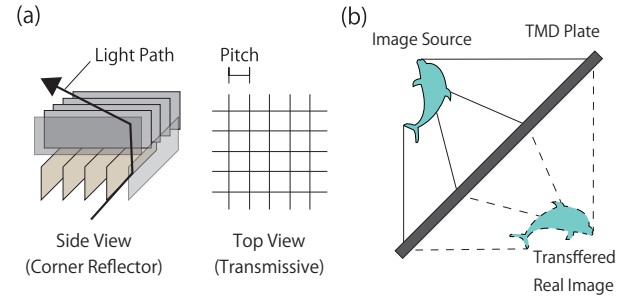 (a)
Light Path
Pitch
Side View
(Corner Reflector)
Top View
(Transmissive)
(b)
Image Source
TMD Plate
Transffered
Real Image